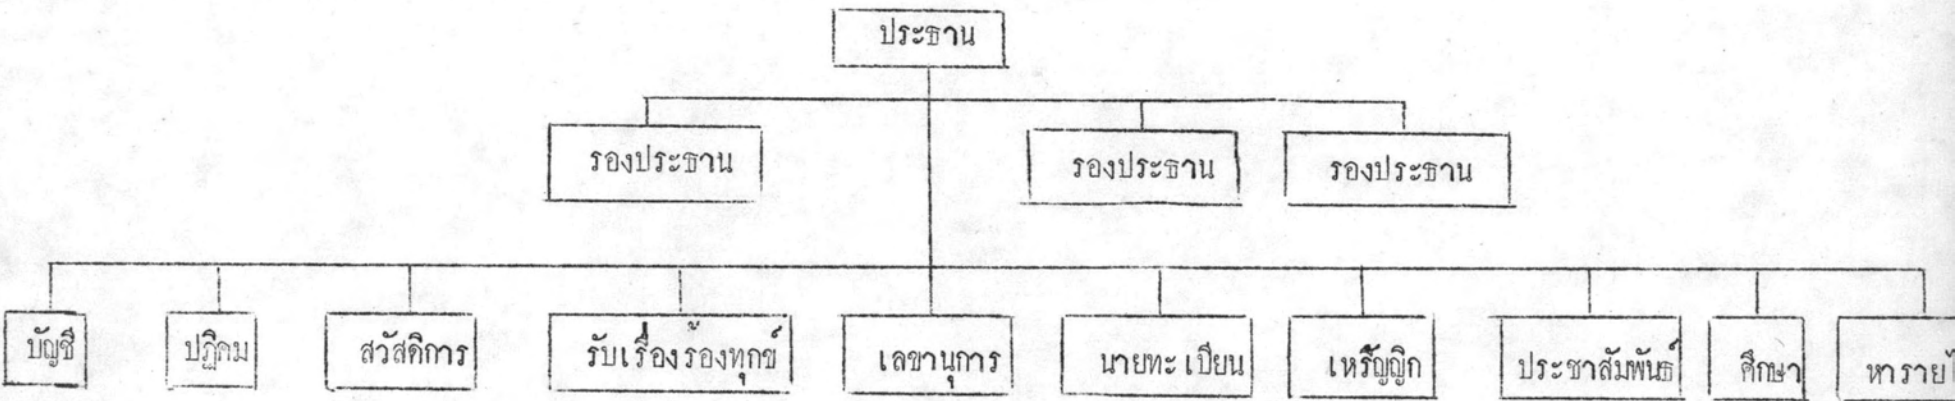 ประธาน
รองประธาน รองประธาน รองประธาน
บัญชี ปฏิคม สวัสดิการ รับเรื่องร้องทุกข์ เลขานุการ นายทะเบียน เหรัญญิก ประชาสัมพันธ์ ศึกษา หาราย